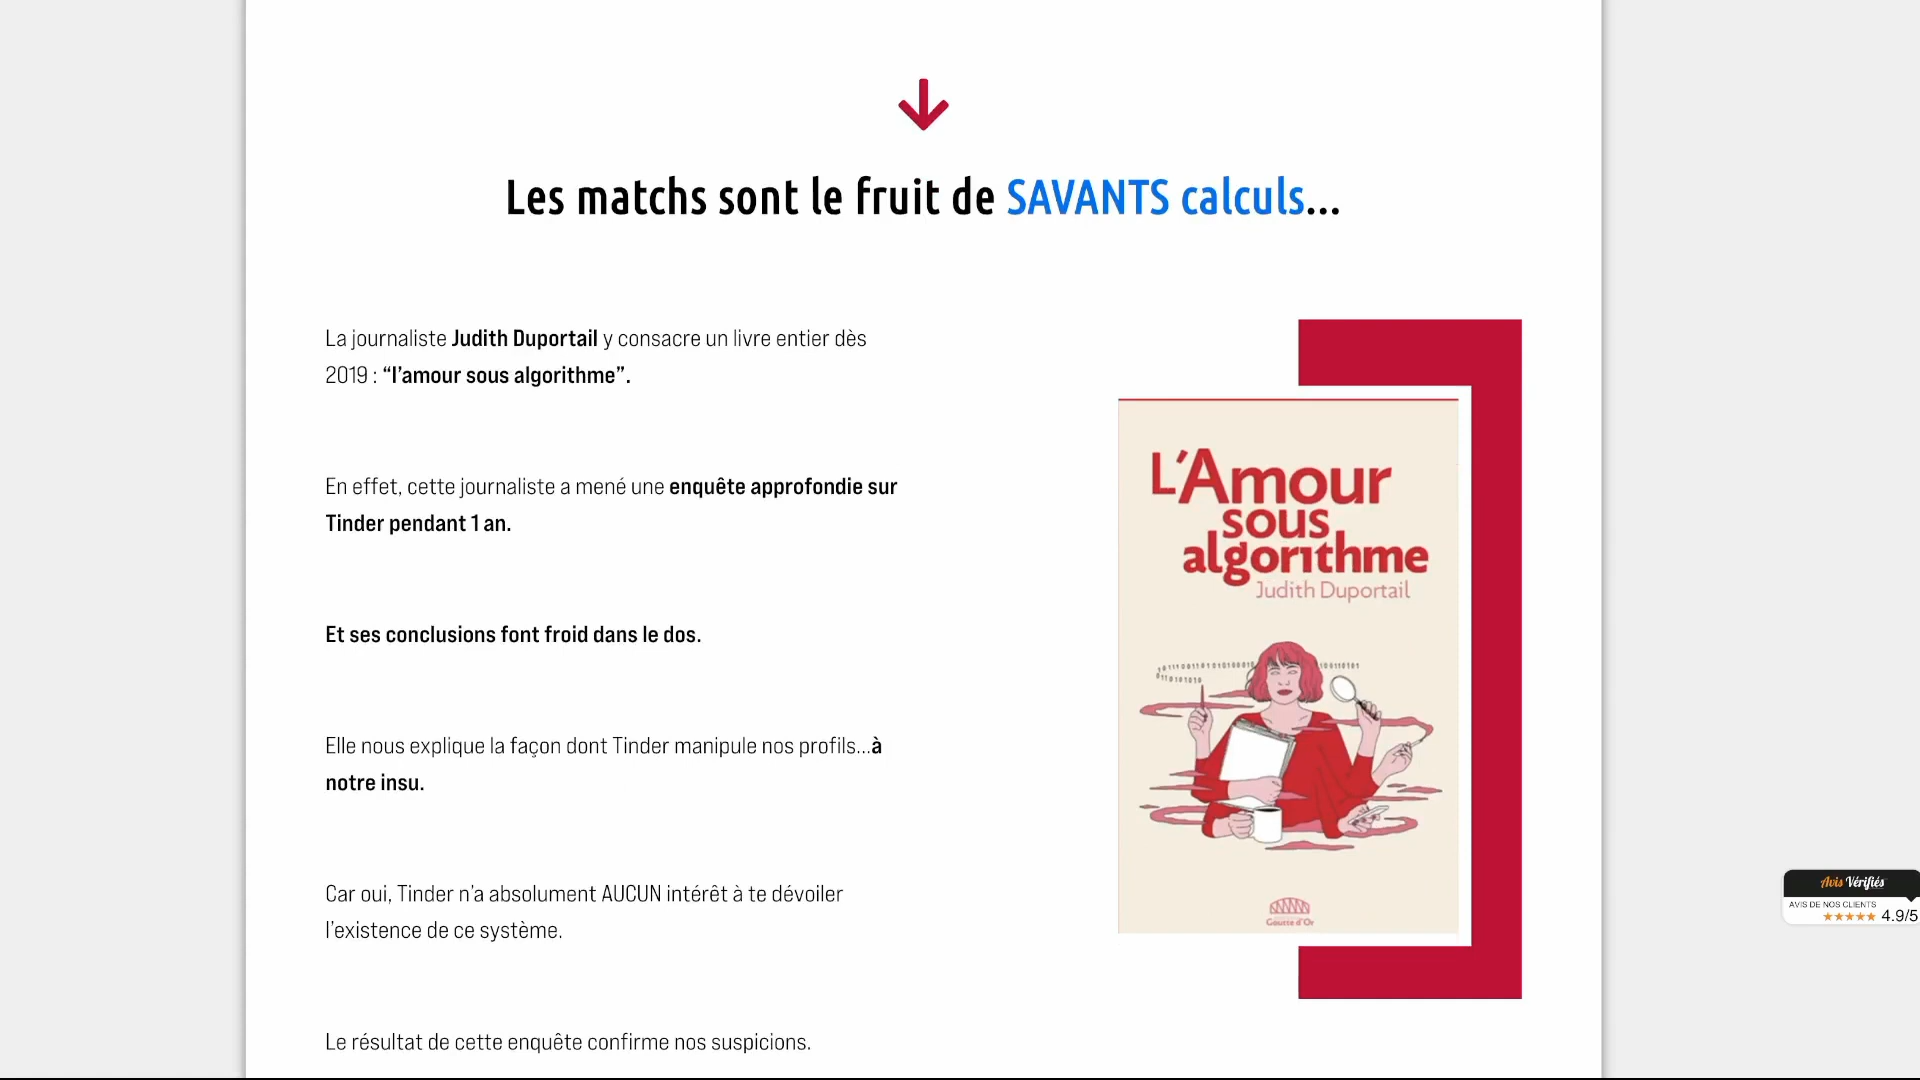 Les matchs sont le fruit de SAVANTS calculs...
La journaliste Judith Duportail y consacre un livre entier dès
2019 : “l’amour sous algorithme”.
En effet, cette journaliste a mené une enquête approfondie sur
Tinder pendant 1 an.
Et ses conclusions font froid dans le dos.
Elle nous explique la façon dont Tinder manipule nos profils...à
notre insu.
Car oui, Tinder n’a absolument AUCUN intérêt à te dévoiler
l’existence de ce système.
Le résultat de cette enquête confirme nos suspicions.
L’Amour
sous
algorithme
Judith Duportail
Goutte d’Or
Avis Vérifiés
AVIS DE NOS CLIENTS
4.9/5